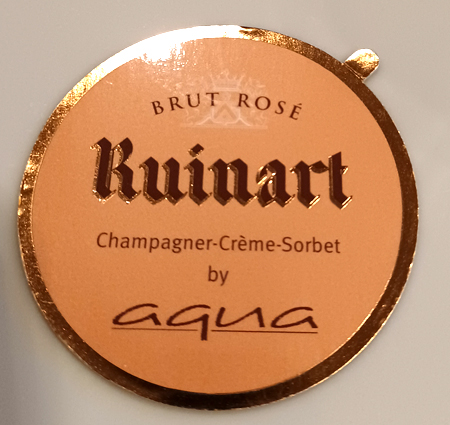 BRUT ROSÉ
Ruinart
Champagner-Crème-Sorbet
by
aqua